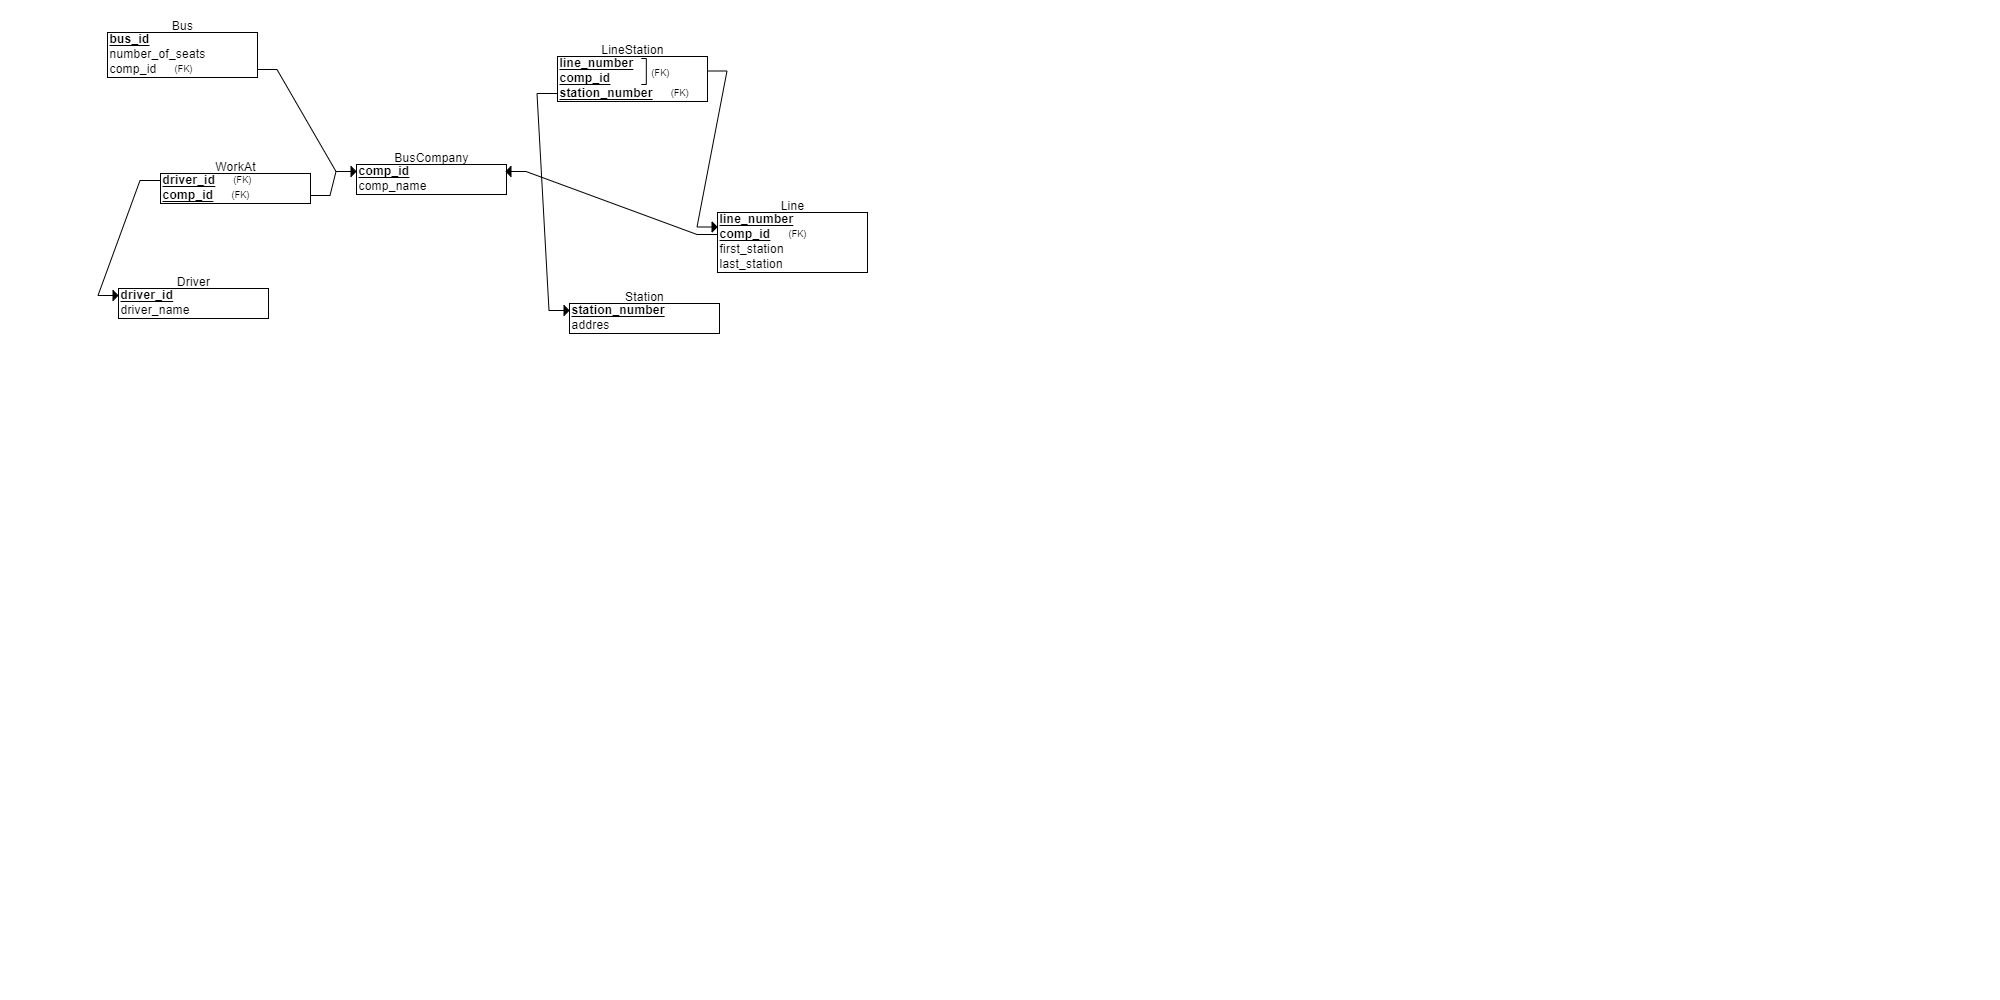 Bus
bus_id
number_of_seats
comp_id (FK)
LineStation
line_number
comp_id
(FK)
station_number (FK)
WorkAt
driver_id (FK)
comp_id (FK)
BusCompany
comp_id
comp_name
Line
line_number
comp_id (FK)
first_station
last_station
Driver
driver_id
driver_name
Station
station_number
addres